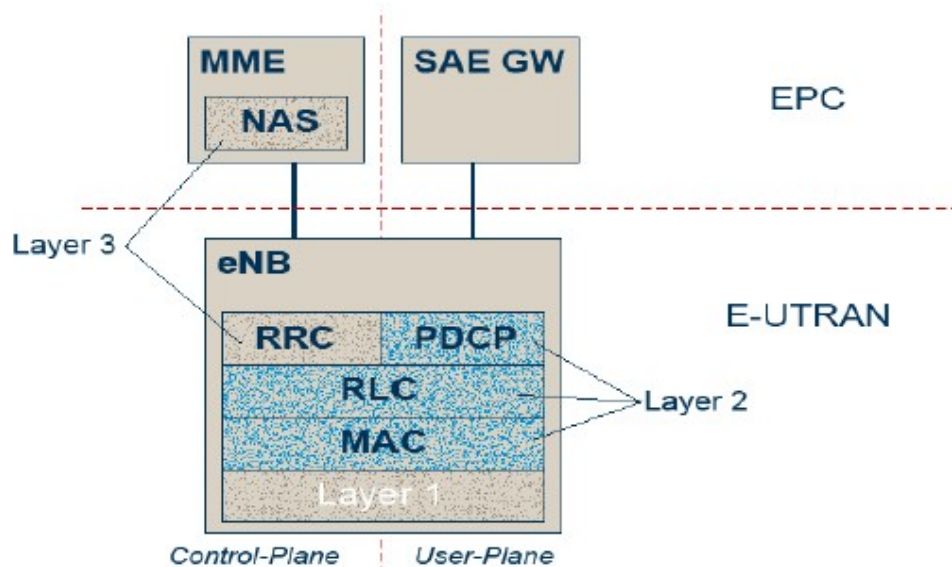 MME
SAE GW
EPC
NAS
Layer 3
eNB
E-UTRAN
RRC
PDCP
RLC
Layer 2
MAC
Layer 1
Control-Plane
User-Plane